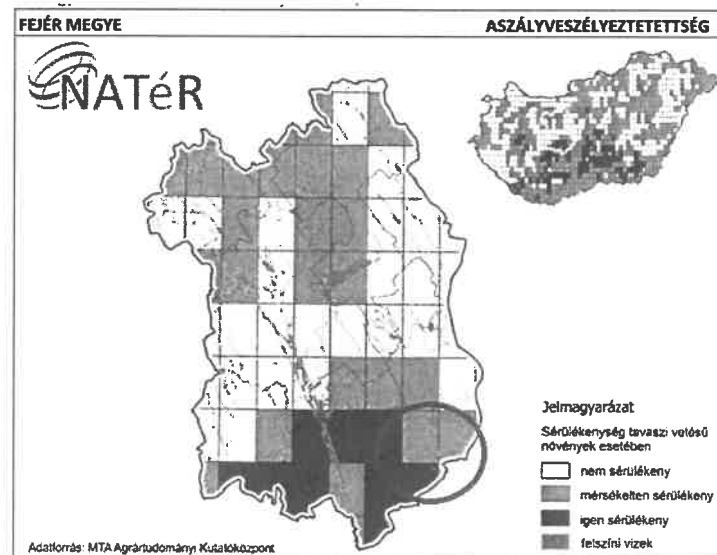 FEJÉR MEGYE
ASZÁLYVESZÉLYEZTETETTSÉG
NATéR
Jelmagyarázat
Sérülékenység tavaszi vetésű
növények esetében
nem sérülékeny
mérsékelten sérülékeny
igen sérülékeny
felszíni vizek
Adatforrás: MTA Agrártudományi Kutatóközpont